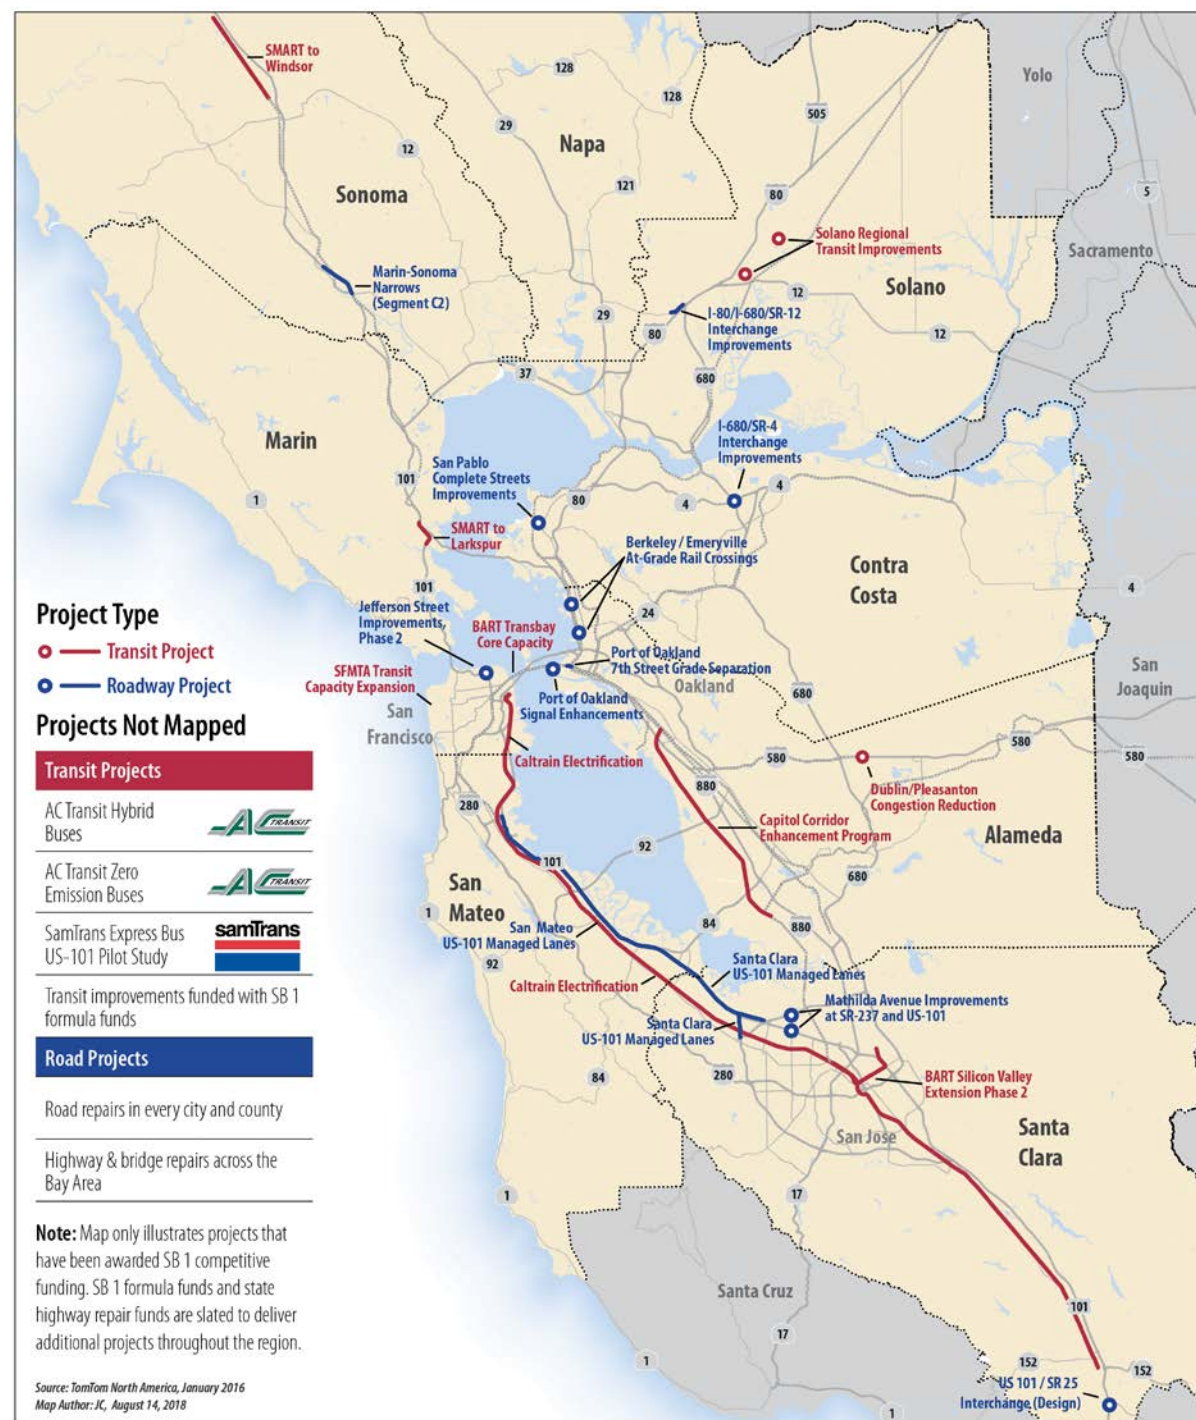 SMART to
Windsor
128
128
29
Napa
505
Yolo
5
12
Sonoma
121
80
Solano Regional
Transit Improvements
Sacramento
Marin-Sonoma
Narrows
(Segment C2)
12
Solano
29
I-80/I-680/SR-12
Interchange
Improvements
80
12
37
680
Marin
I-680/SR-4
Interchange
Improvements
San Pablo
Complete Streets
Improvements
101
1
80
4
4
SMART to
Larkspur
Berkeley / Emeryville
At-Grade Rail Crossings
Contra
Costa
4
101
24
Jefferson Street
Improvements,
Phase 2
BART Transbay
Core Capacity
Port of Oakland
7th Street Grade Separation
Oakland
SFMTA Transit
Capacity Expansion
Port of Oakland
Signal Enhancements
San
Francisco
680
San
Joaquin
Caltrain Electrification
580
580
580
880
Dublin/Pleasanton
Congestion Reduction
280
Capitol Corridor
Enhancement Program
Alameda
92
101
680
San
Mateo
1
84
880
San Mateo
US-101 Managed Lanes
92
Santa Clara
US-101 Managed Lanes
Caltrain Electrification
Mathilda Avenue Improvements
at SR-237 and US-101
Santa Clara
US-101 Managed Lanes
84
280
BART Silicon Valley
Extension Phase 2
San Jose
Santa
Clara
1
17
Santa Cruz
101
17
1
152
152
US 101 / SR 25
Interchange (Design)
1
Project Type
Transit Project
Roadway Project
Projects Not Mapped
Transit Projects
AC Transit Hybrid
Buses
AC TRANSIT
AC Transit Zero
Emission Buses
AC TRANSIT
SamTrans Express Bus
US-101 Pilot Study
samTrans
Transit improvements funded with SB 1
formula funds
Road Projects
Road repairs in every city and county
Highway & bridge repairs across the
Bay Area
Note: Map only illustrates projects that
have been awarded SB 1 competitive
funding. SB 1 formula funds and state
highway repair funds are slated to deliver
additional projects throughout the region.
Source: TomTom North America, January 2016
Map Author: JC, August 14, 2018